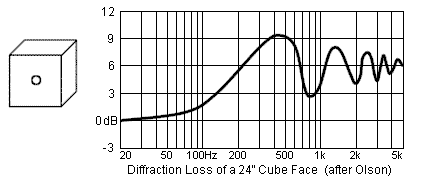 12
9
6
3
0dB
-3
20 50 100Hz 200 500 1k 2k 5k
Diffraction Loss of a 24" Cube Face (after Olson)